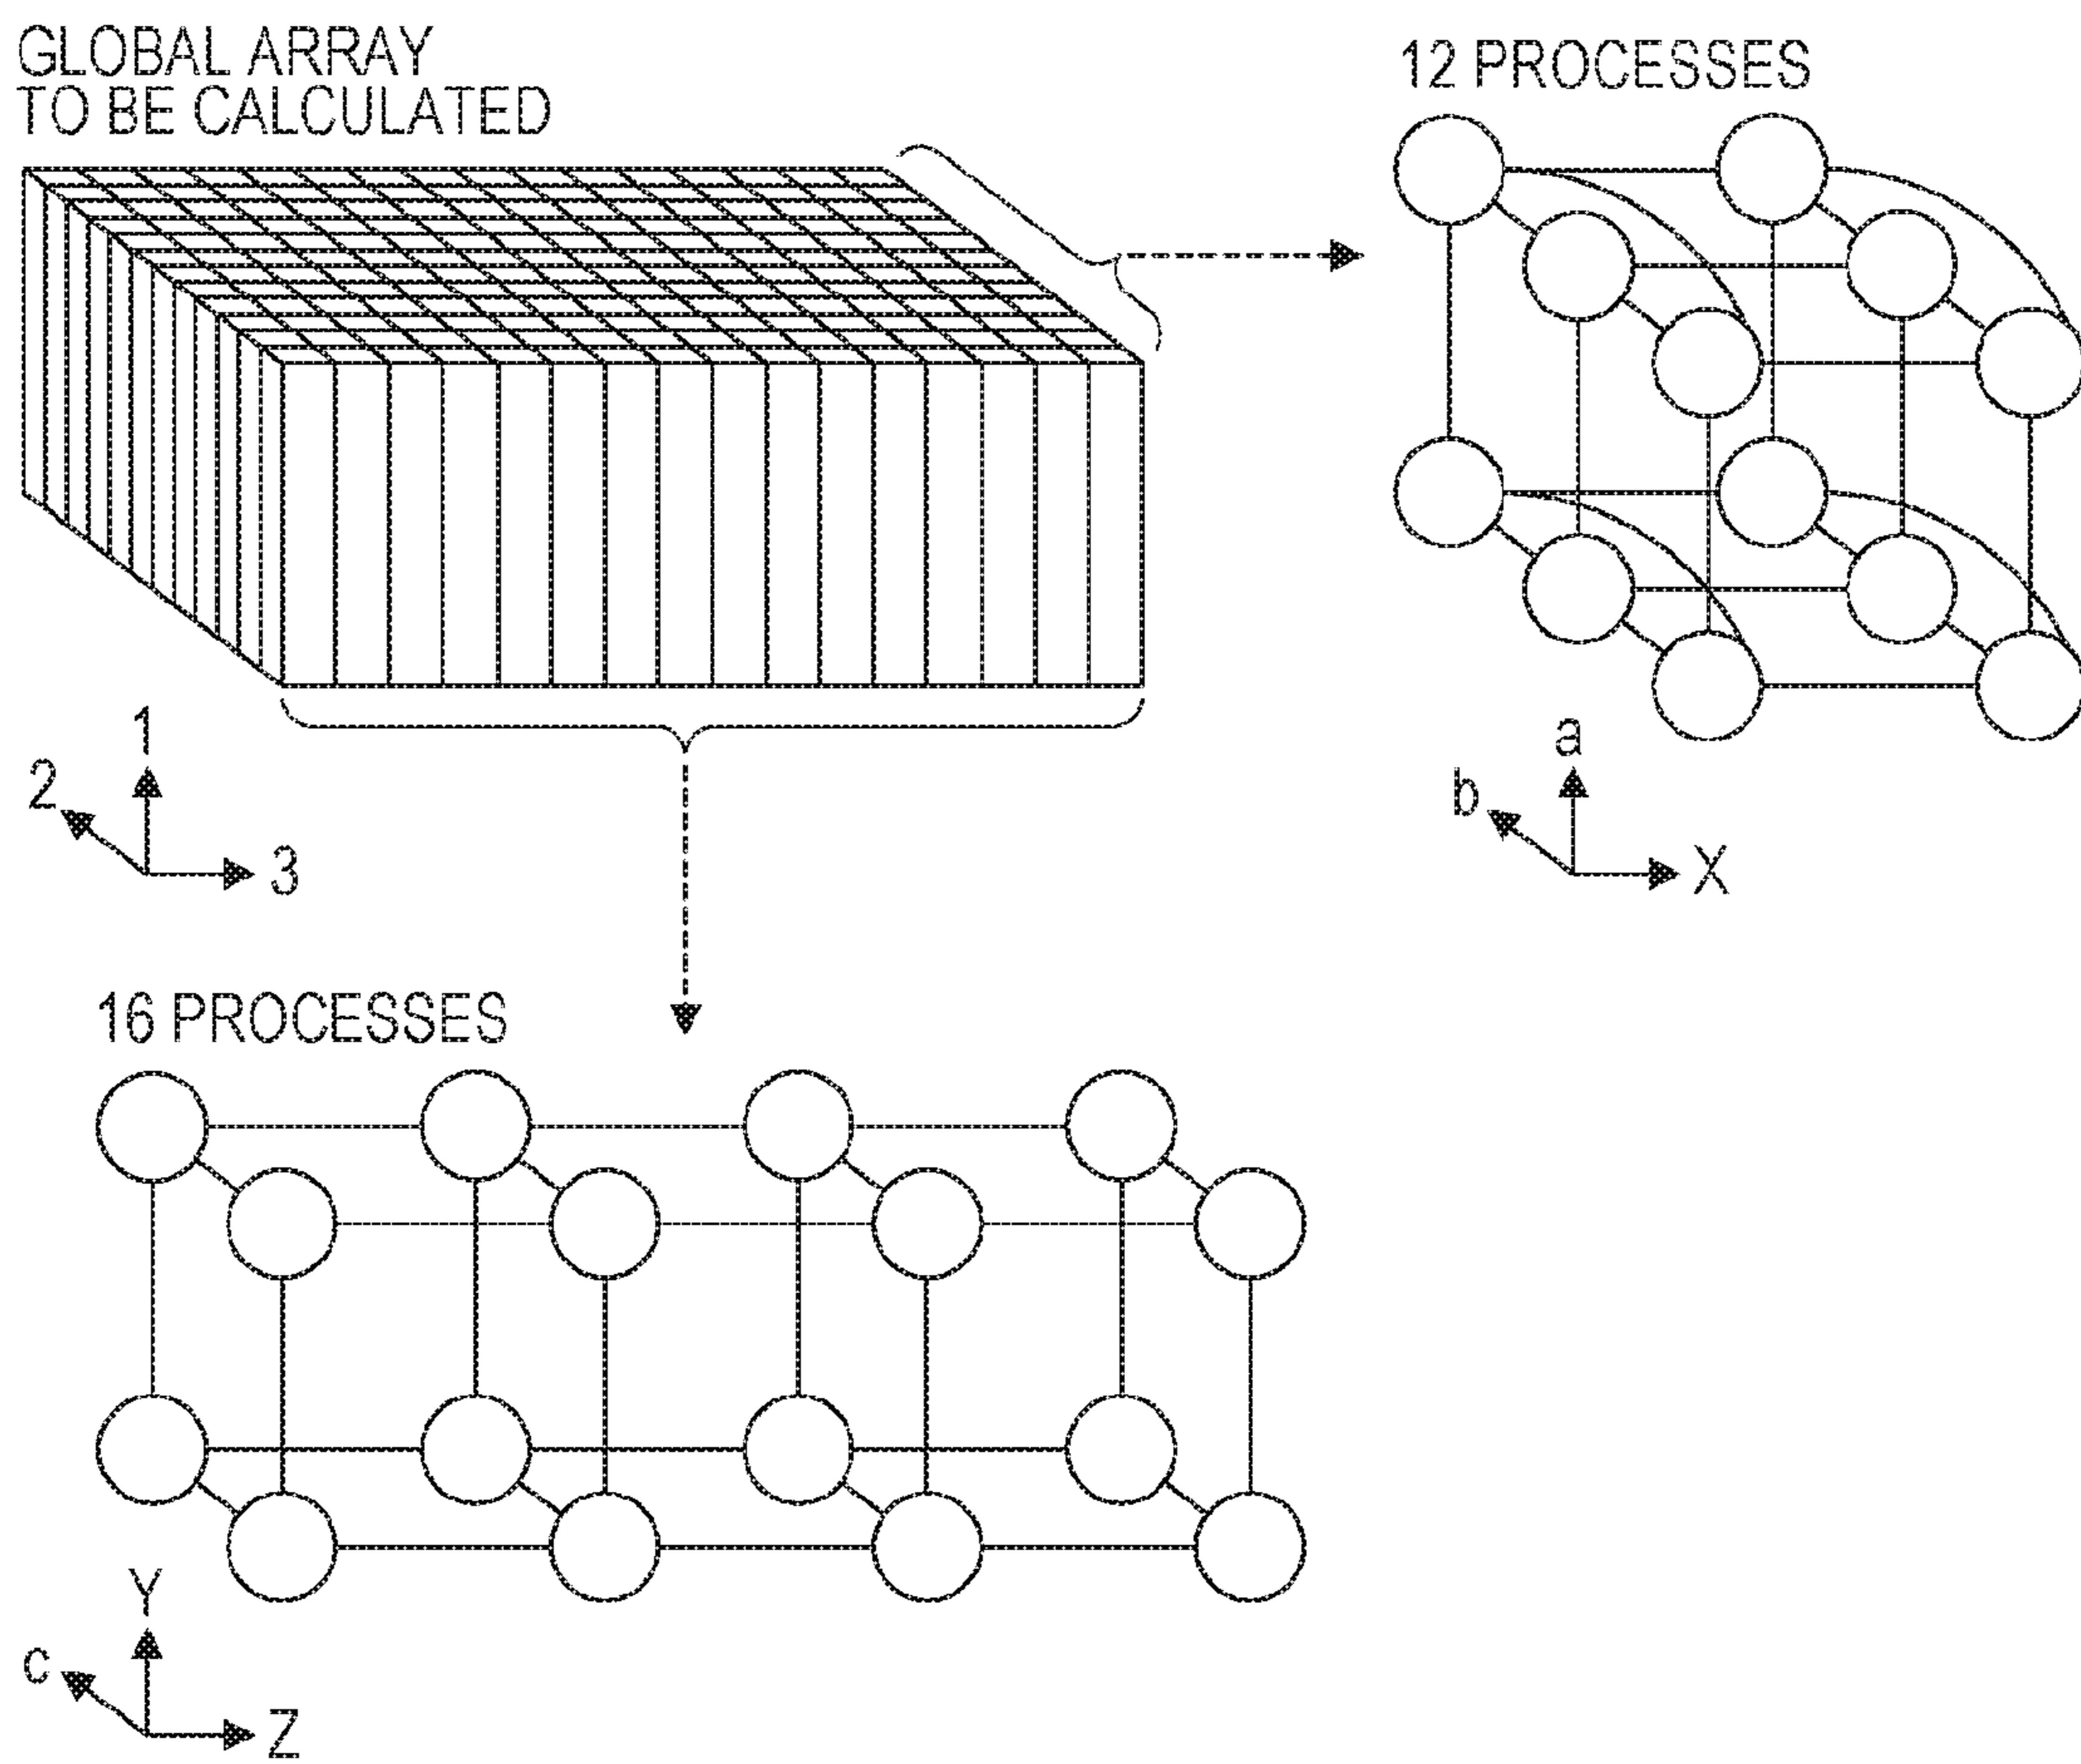 GLOBAL ARRAY
TO BE CALCULATED
12 PROCESSES
1
2
3
a
b
X
16 PROCESSES
Y
c
Z